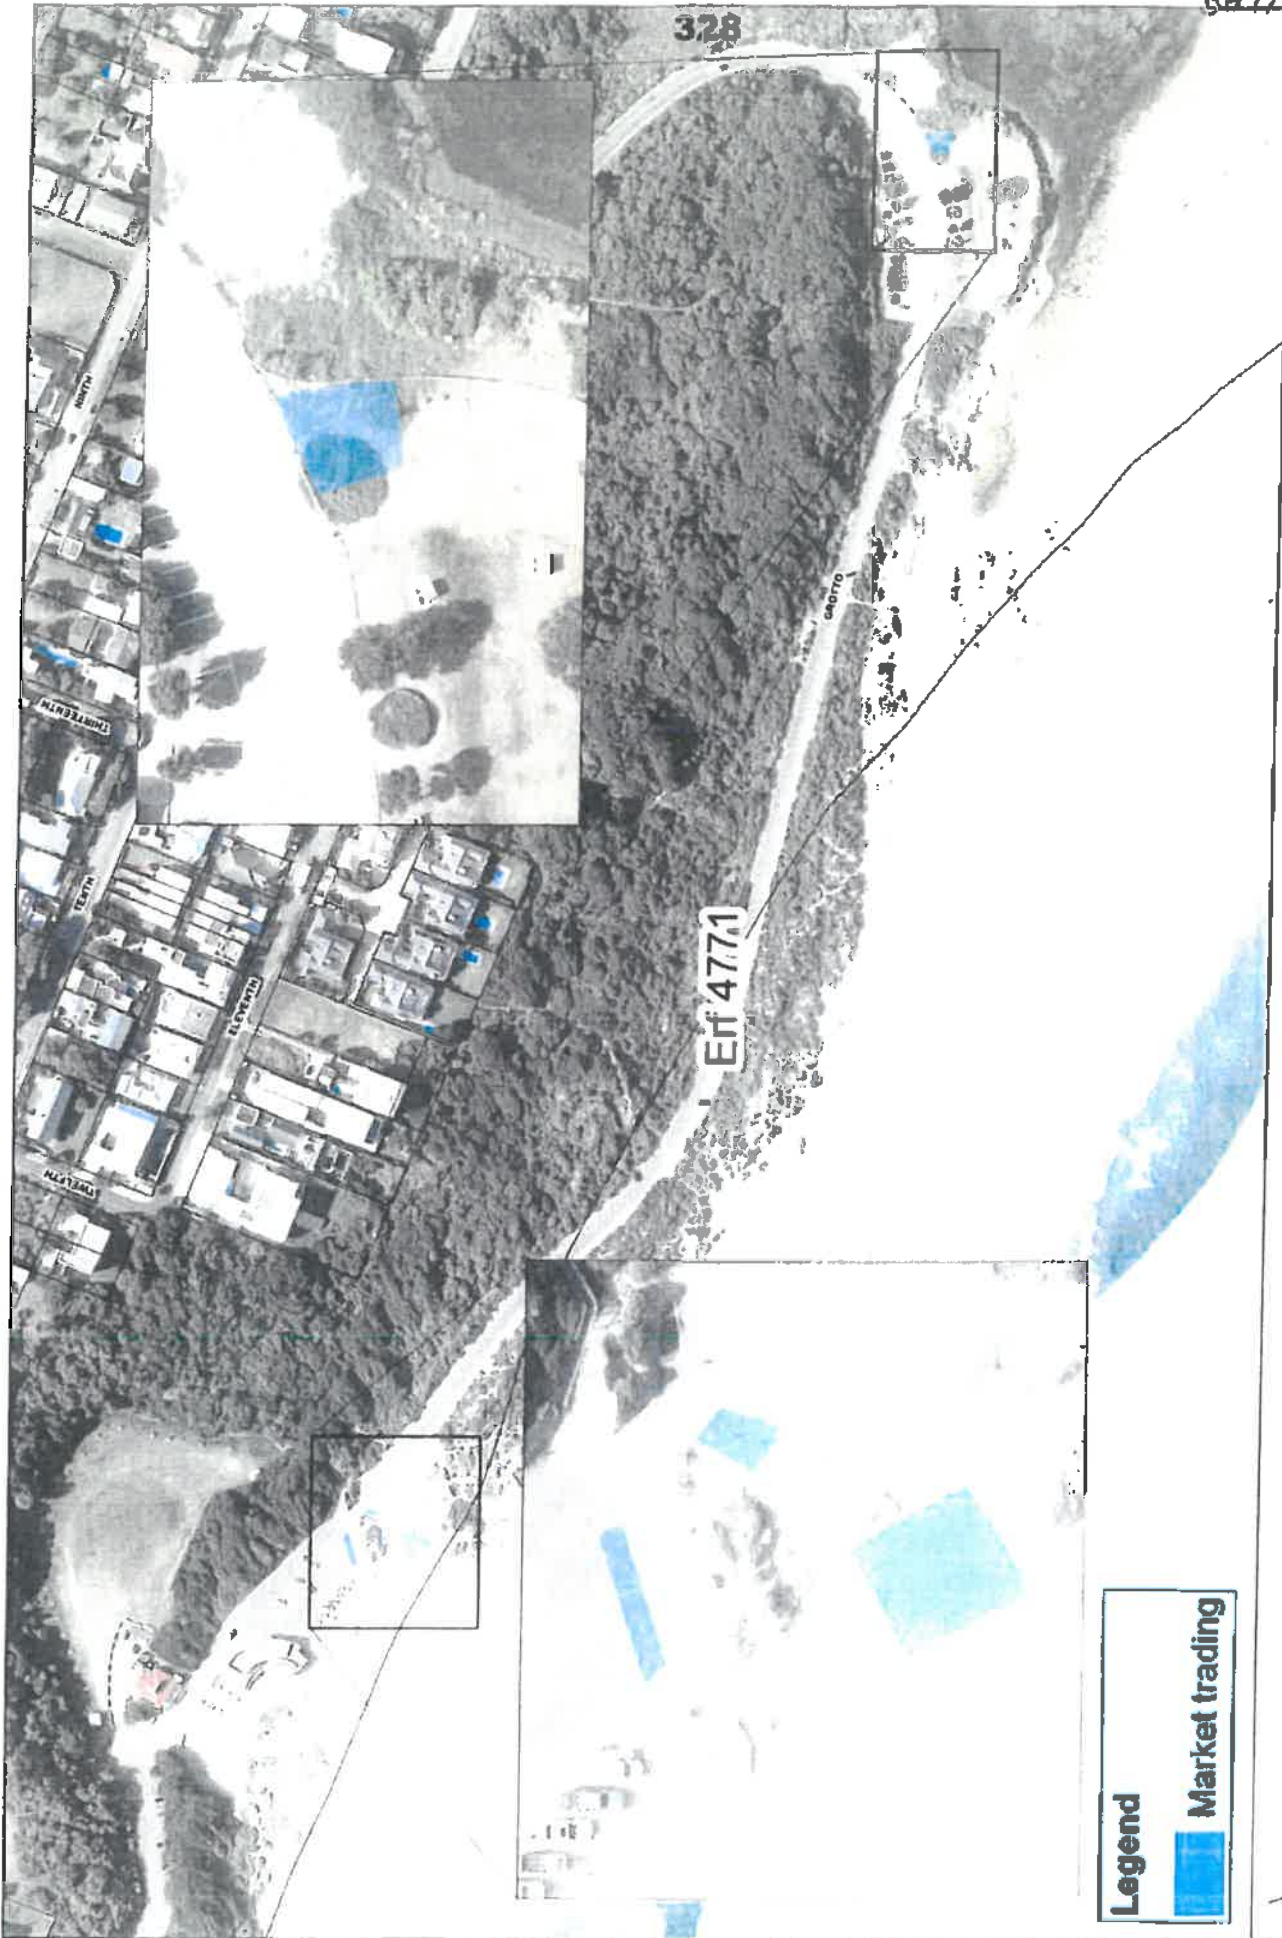 328
NINTH
THIRTEENTH
GROTTO
TENTH
Erf 4771
ELEVENTH
TWELFTH
Legend
Market trading